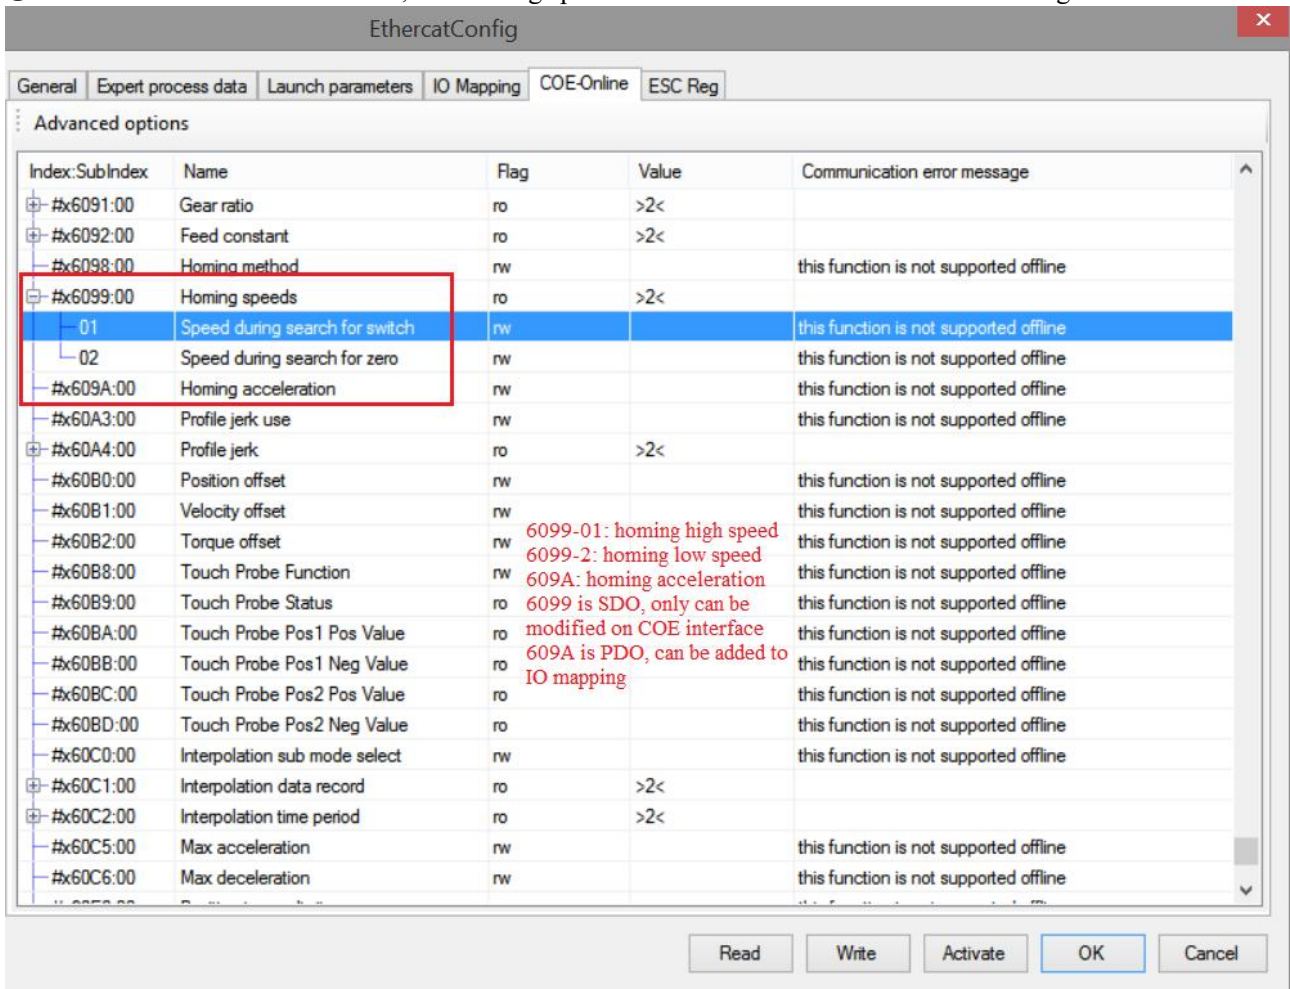 EthercatConfig
General Expert process data Launch parameters IO Mapping COE-Online ESC Reg
Advanced options
Index:SubIndex Name Flag Value Communication error message
#x6091:00 Gear ratio ro >2<
#x6092:00 Feed constant ro >2<
#x6098:00 Homing method rw this function is not supported offline
#x6099:00 Homing speeds ro >2<
01 Speed during search for switch rw this function is not supported offline
02 Speed during search for zero rw this function is not supported offline
#x609A:00 Homing acceleration rw this function is not supported offline
#x60A3:00 Profile jerk use rw this function is not supported offline
#x60A4:00 Profile jerk ro >2<
#x60B0:00 Position offset rw this function is not supported offline
#x60B1:00 Velocity offset rw this function is not supported offline
#x60B2:00 Torque offset rw this function is not supported offline
#x60B8:00 Touch Probe Function rw this function is not supported offline
#x60B9:00 Touch Probe Status ro this function is not supported offline
#x60BA:00 Touch Probe Pos1 Pos Value ro this function is not supported offline
#x60BB:00 Touch Probe Pos1 Neg Value ro this function is not supported offline
#x60BC:00 Touch Probe Pos2 Pos Value ro this function is not supported offline
#x60BD:00 Touch Probe Pos2 Neg Value ro this function is not supported offline
#x60C0:00 Interpolation sub mode select rw this function is not supported offline
#x60C1:00 Interpolation data record ro >2<
#x60C2:00 Interpolation time period ro >2<
#x60C5:00 Max acceleration rw this function is not supported offline
#x60C6:00 Max deceleration rw this function is not supported offline
6099-01: homing high speed
6099-2: homing low speed
609A: homing acceleration
6099 is SDO, only can be
modified on COE interface
609A is PDO, can be added to
IO mapping
Read Write Activate OK Cancel